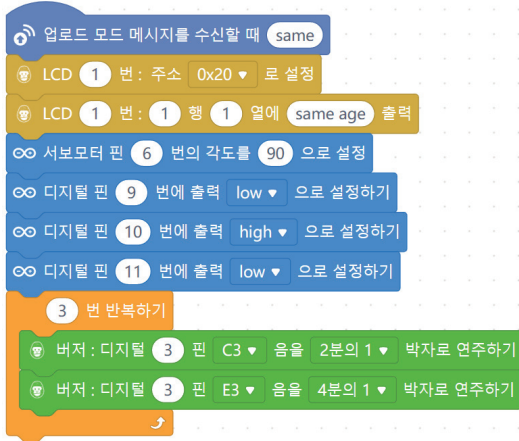 업로드 모드 메시지를 수신할 때 same
LCD 1 번 : 주소 0x20 로 설정
LCD 1 번 : 1 행 1 열에 same age 출력
서보모터 핀 6 번의 각도를 90 으로 설정
디지털 핀 9 번에 출력 low 으로 설정하기
디지털 핀 10 번에 출력 high 으로 설정하기
디지털 핀 11 번에 출력 low 으로 설정하기
3 번 반복하기
버저 : 디지털 3 핀 C3 음을 2분의 1 박자로 연주하기
버저 : 디지털 3 핀 E3 음을 4분의 1 박자로 연주하기